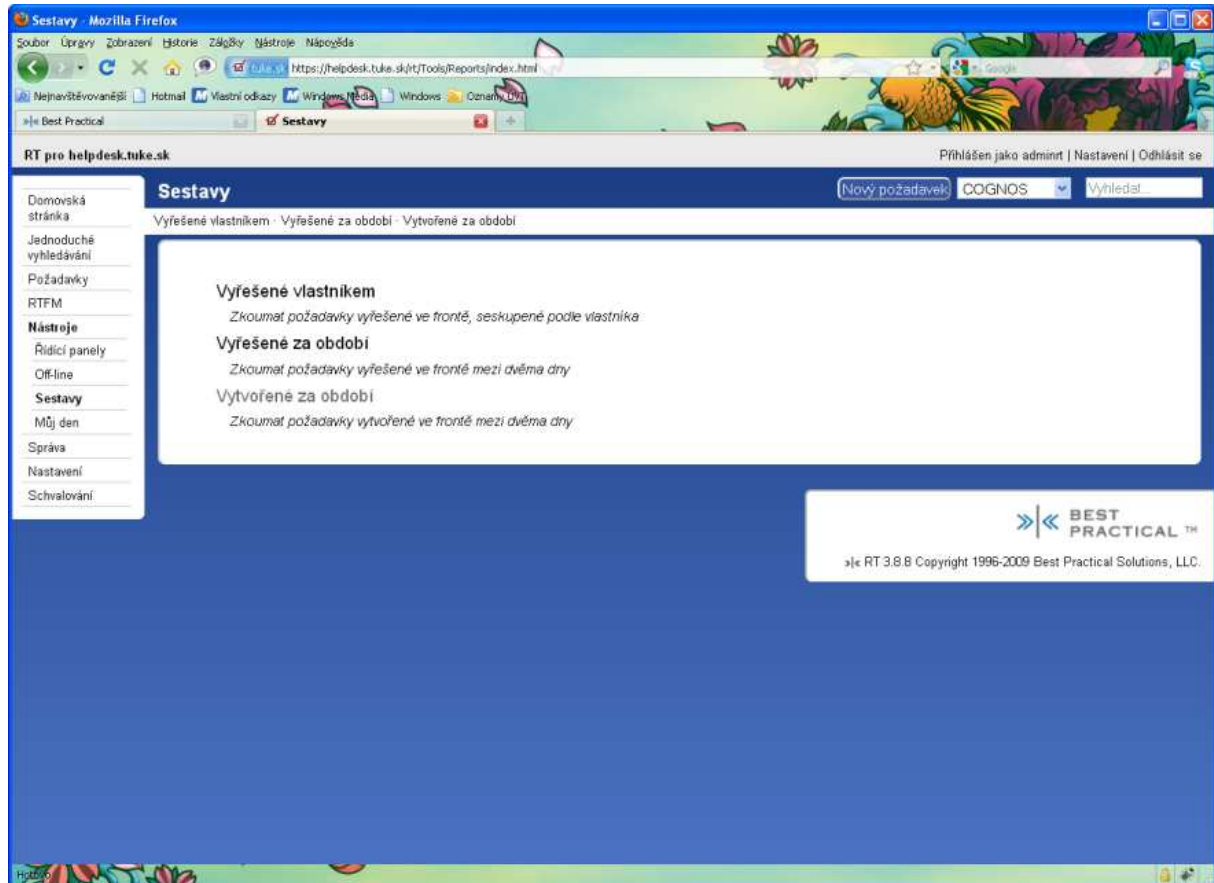 Sestavy - Mozilla Firefox
Soubor Úpravy Zobrazení Historie Záložky Nástroje Nápověda
tuke.sk https://helpdesk.tuke.sk/rt/Tools/Reports/index.html
Google
Nejnavštěvovanější Hotmail Vlastní odkazy Windows Media Windows Oznamy
»|« Best Practical
Sestavy
RT pro helpdesk.tuke.sk
Přihlášen jako adminrt | Nastavení | Odhlásit se
Sestavy
Nový požadavek COGNOS Vyhledat...
Vyřešené vlastníkem · Vyřešené za období · Vytvořené za období
Domovská
stránka
Jednoduché
vyhledávání
Požadavky
RTFM
Nástroje
Řídící panely
Off-line
Sestavy
Můj den
Správa
Nastavení
Schvalování
Vyřešené vlastníkem
Zkoumat požadavky vyřešené ve frontě, seskupené podle vlastníka
Vyřešené za období
Zkoumat požadavky vyřešené ve frontě mezi dvěma dny
Vytvořené za období
Zkoumat požadavky vytvořené ve frontě mezi dvěma dny
»|« BEST
PRACTICAL ™
»|« RT 3.8.8 Copyright 1996-2009 Best Practical Solutions, LLC.
Hotovo